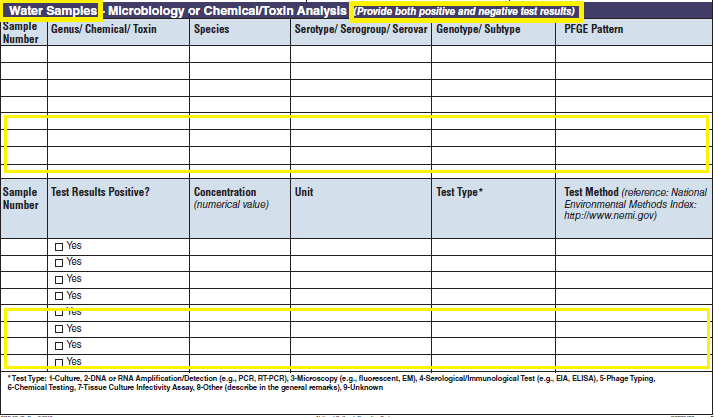 Water Samples - Microbiology or Chemical/Toxin Analysis (Provide both positive and negative test results)
Sample Number Genus/ Chemical/ Toxin Species Serotype/ Serogroup/ Serovar Genotype/ Subtype PFGE Pattern
Sample Number Test Results Positive? Concentration (numerical value) Unit Test Type* Test Method (reference: National Environmental Methods Index: http://www.nemi.gov)
Yes
Yes
Yes
Yes
Yes
Yes
Yes
Yes
*Test Type: 1-Culture, 2-DNA or RNA Amplification/Detection (e.g., PCR, RT-PCR), 3-Microscopy (e.g., fluorescent, EM), 4-Serological/Immunological Test (e.g., EIA, ELISA), 5-Phage Typing,
6-Chemical Testing, 7-Tissue Culture Infectivity Assay, 8-Other (describe in the general remarks), 9-Unknown